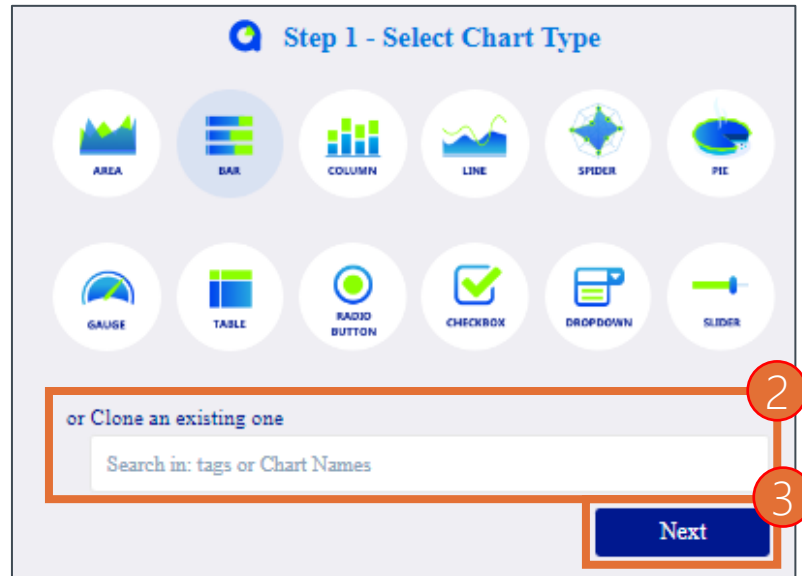 Step 1 - Select Chart Type
AREA
BAR
COLUMN
LINE
SPIDER
PIE
GAUGE
TABLE
RADIO
BUTTON
CHECKBOX
DROPDOWN
SLIDER
2
or Clone an existing one
Search in: tags or Chart Names
3
Next